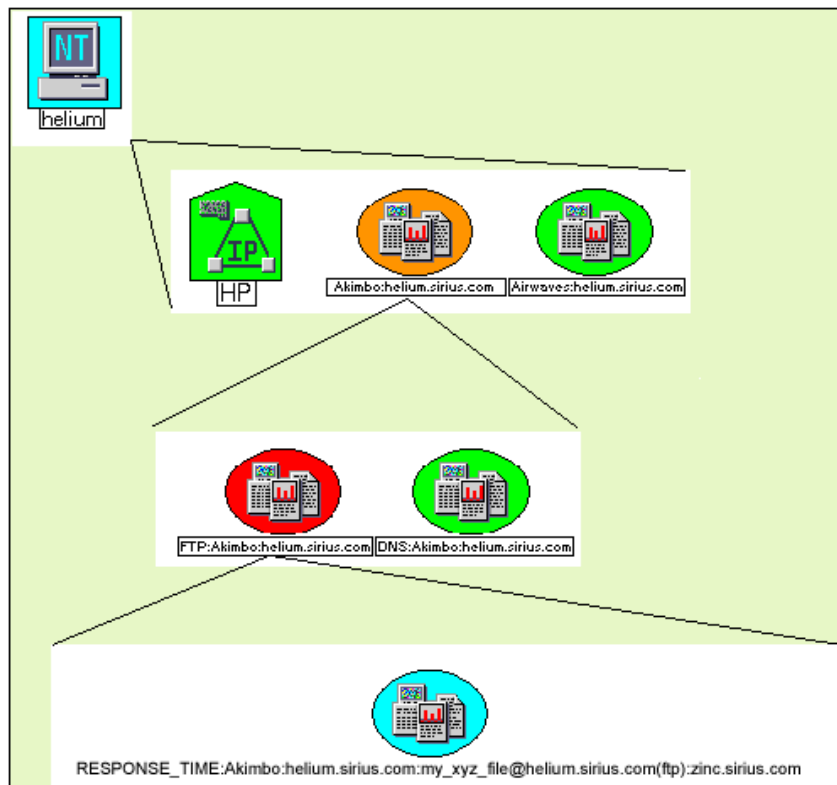 NT
helium
IP
HP
Akimbo:helium.sirius.com
Airwaves:helium.sirius.com
FTP:Akimbo:helium.sirius.com
DNS:Akimbo:helium.sirius.com
RESPONSE_TIME:Akimbo:helium.sirius.com:my_xyz_file@helium.sirius.com(ftp):zinc.sirius.com